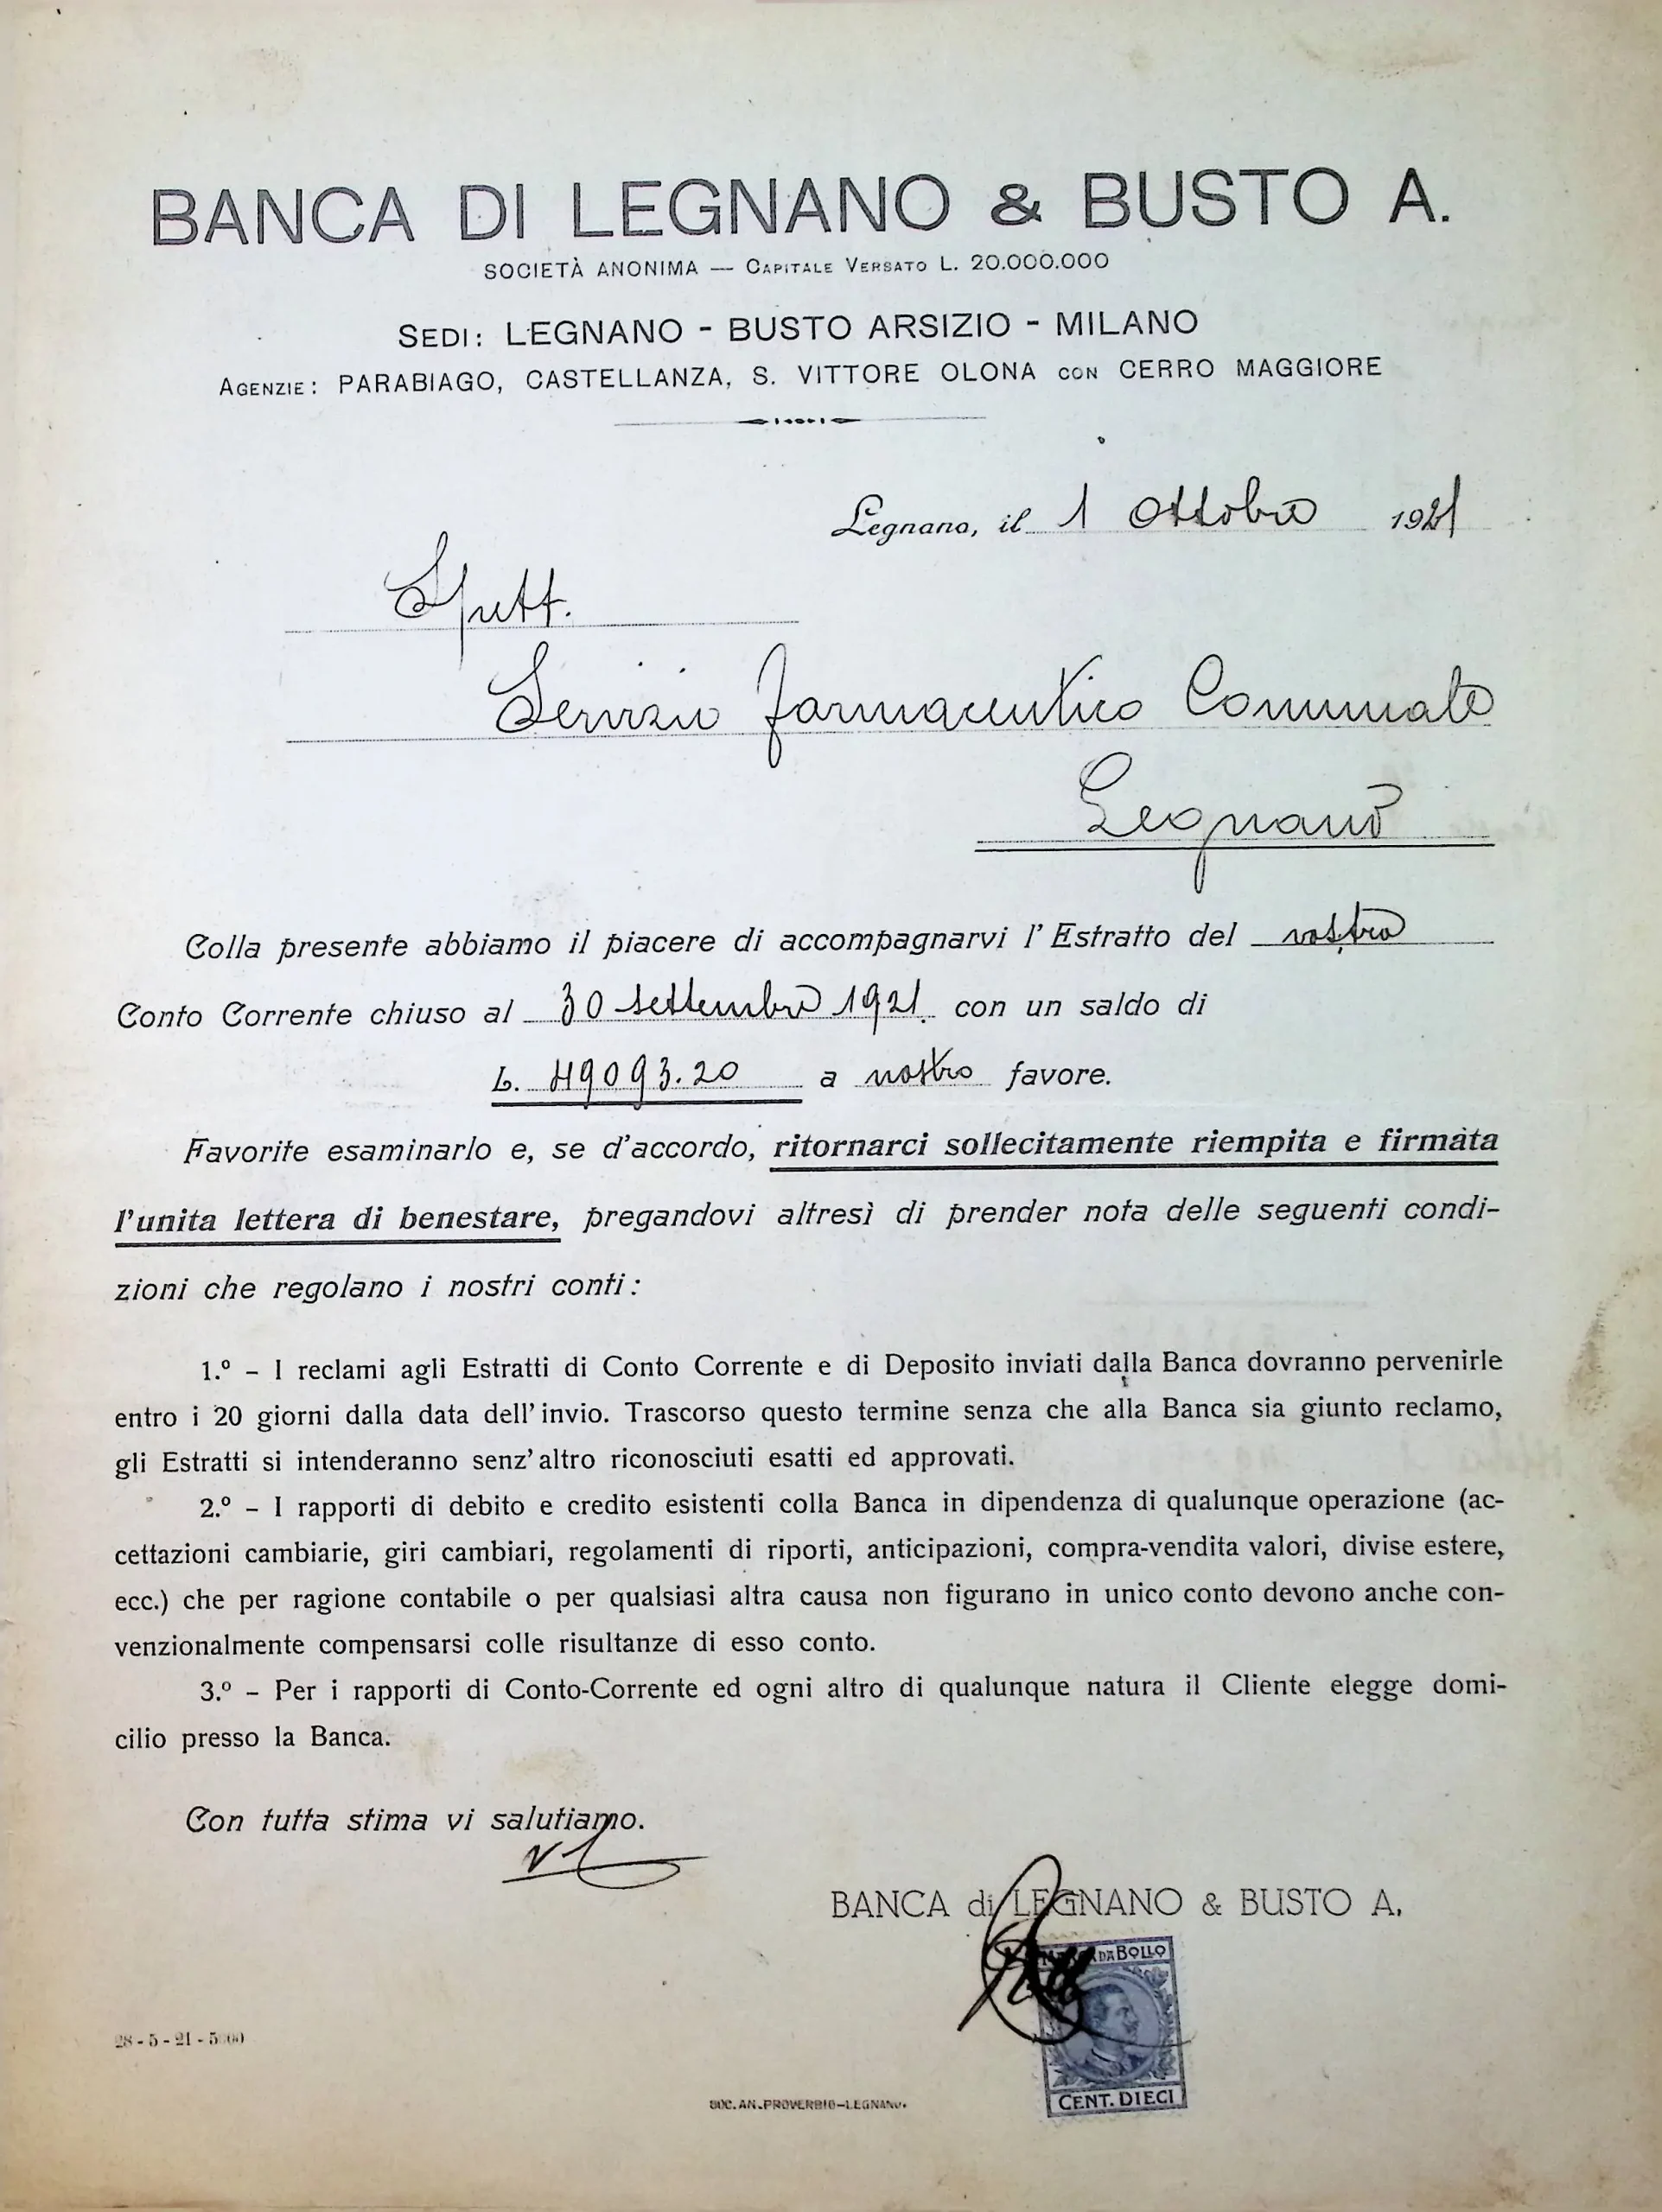 BANCA DI LEGNANO & BUSTO A.
SOCIETÀ ANONIMA — CAPITALE VERSATO L. 20.000.000
SEDI: LEGNANO - BUSTO ARSIZIO - MILANO
AGENZIE: PARABIAGO, CASTELLANZA, S. VITTORE OLONA CON CERRO MAGGIORE
Legnano, il 1 Ottobre 1921
Spett.
Servizio farmaceutico Comunale
Legnano
Colla presente abbiamo il piacere di accompagnarvi l' Estratto del vostro
Conto Corrente chiuso al 30 settembre 1921. con un saldo di
L. 49093.20 a nostro favore.
Favorite esaminarlo e, se d'accordo, ritornarci sollecitamente riempita e firmata
l'unita lettera di benestare, pregandovi altresì di prender nota delle seguenti condi-
zioni che regolano i nostri conti:
1.º - I reclami agli Estratti di Conto Corrente e di Deposito inviati dalla Banca dovranno pervenirle
entro i 20 giorni dalla data dell' invio. Trascorso questo termine senza che alla Banca sia giunto reclamo,
gli Estratti si intenderanno senz' altro riconosciuti esatti ed approvati.
2.º - I rapporti di debito e credito esistenti colla Banca in dipendenza di qualunque operazione (ac-
cettazioni cambiarie, giri cambiari, regolamenti di riporti, anticipazioni, compra-vendita valori, divise estere,
ecc.) che per ragione contabile o per qualsiasi altra causa non figurano in unico conto devono anche con-
venzionalmente compensarsi colle risultanze di esso conto.
3.º - Per i rapporti di Conto-Corrente ed ogni altro di qualunque natura il Cliente elegge domi-
cilio presso la Banca.
Con tutta stima vi salutiamo.
BANCA di LEGNANO & BUSTO A.
MARCA DA BOLLO
CENT. DIECI
28 - 5 - 21 - 5000
SOC. AN. PROVERBIO—LEGNANO.